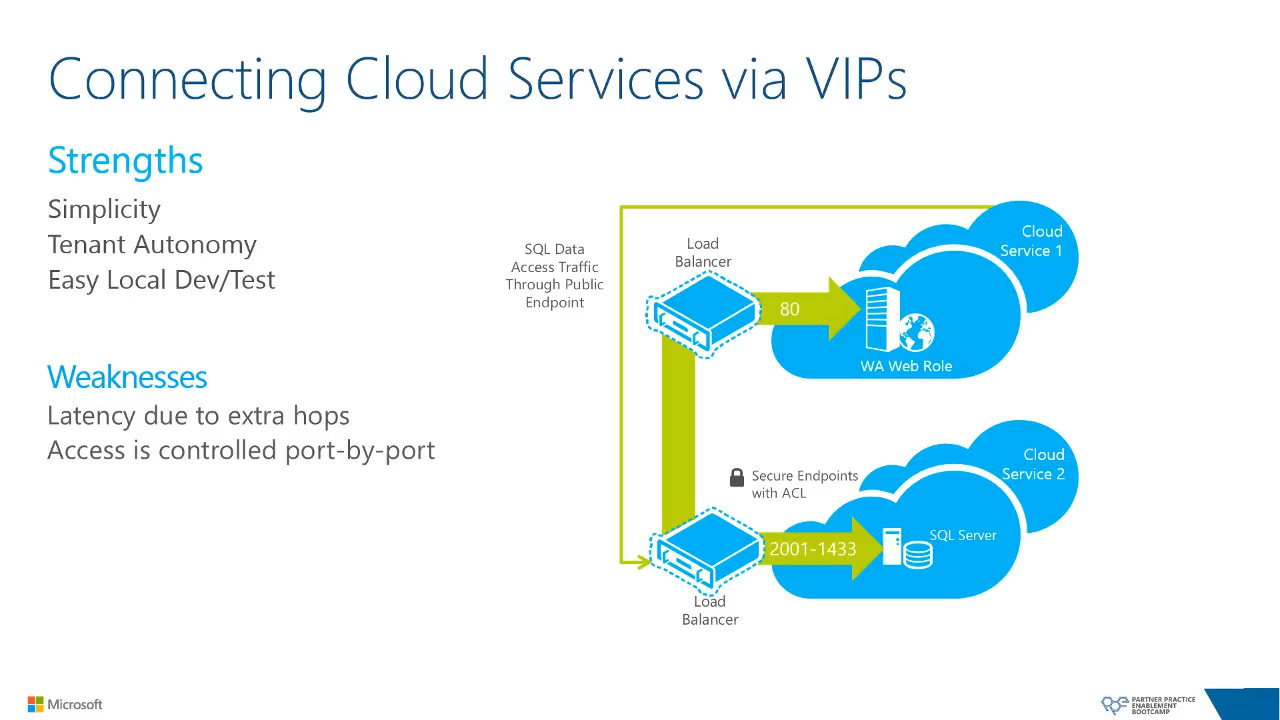 Connecting Cloud Services via VIPs
Strengths
Simplicity
Tenant Autonomy
Easy Local Dev/Test
Weaknesses
Latency due to extra hops
Access is controlled port-by-port
SQL Data
Access Traffic
Through Public
Endpoint
Load
Balancer
80
Cloud
Service 1
WA Web Role
Secure Endpoints
with ACL
Cloud
Service 2
2001-1433
SQL Server
Load
Balancer
Microsoft
PARTNER PRACTICE
ENABLEMENT
BOOTCAMP